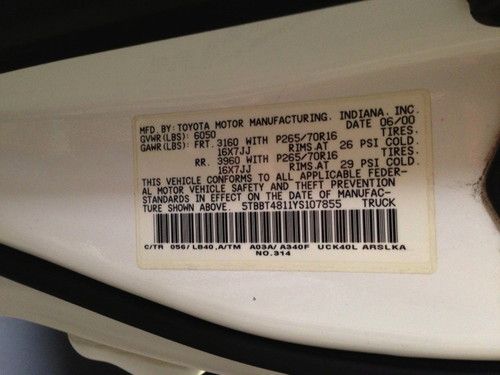 MFD. BY: TOYOTA MOTOR MANUFACTURING, INDIANA, INC.
GVWR(LBS): 6050 DATE 06/00
GAWR(LBS): FRT. 3160 WITH P265/70R16 TIRES.
16X7JJ RIMS.AT 26 PSI COLD.
RR. 3960 WITH P265/70R16 TIRES.
16X7JJ RIMS.AT 29 PSI COLD.
THIS VEHICLE CONFORMS TO ALL APPLICABLE FEDER-
AL MOTOR VEHICLE SAFETY AND THEFT PREVENTION
STANDARDS IN EFFECT ON THE DATE OF MANUFAC-
TURE SHOWN ABOVE. 5TBBT4811YS107855 TRUCK
C/TR 056/LB40,A/TM A03A/A340F UCK40L ARSLKA
NO.314